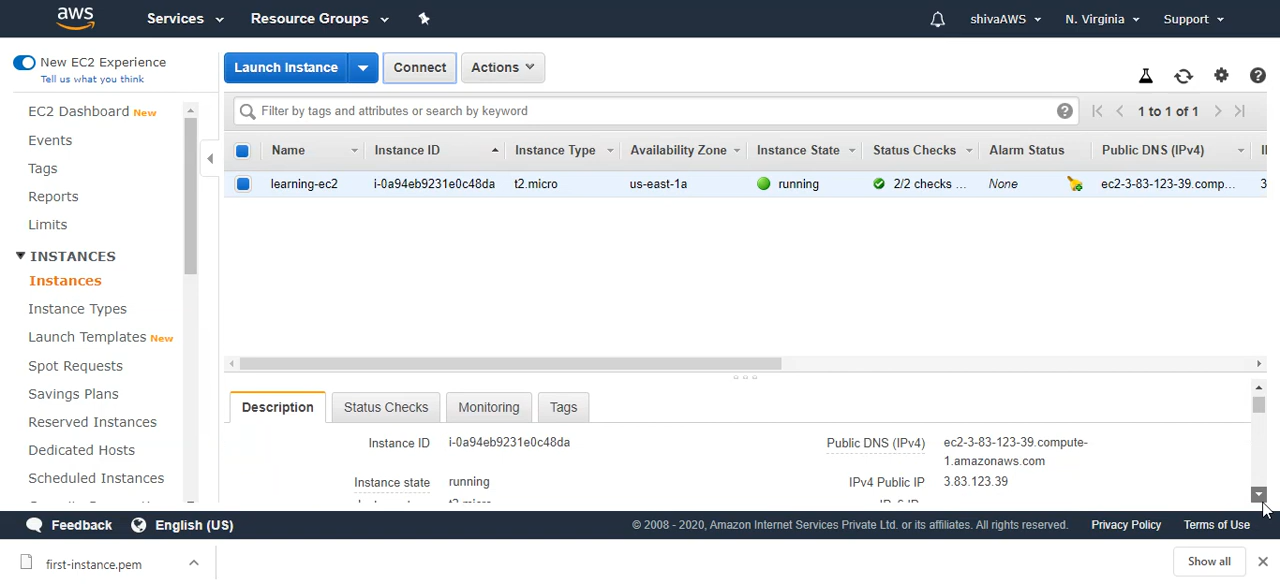 aws Services Resource Groups shivaAWS N. Virginia Support
New EC2 Experience
Tell us what you think
Launch Instance Connect Actions
EC2 Dashboard New
Events
Tags
Reports
Limits
INSTANCES
Instances
Instance Types
Launch Templates New
Spot Requests
Savings Plans
Reserved Instances
Dedicated Hosts
Scheduled Instances
Filter by tags and attributes or search by keyword 1 to 1 of 1
Name Instance ID Instance Type Availability Zone Instance State Status Checks Alarm Status Public DNS (IPv4)
learning-ec2 i-0a94eb9231e0c48da t2.micro us-east-1a running 2/2 checks ... None ec2-3-83-123-39.comp...
Description Status Checks Monitoring Tags
Instance ID i-0a94eb9231e0c48da Public DNS (IPv4) ec2-3-83-123-39.compute-
1.amazonaws.com
Instance state running IPv4 Public IP 3.83.123.39
Feedback English (US) © 2008 - 2020, Amazon Internet Services Private Ltd. or its affiliates. All rights reserved. Privacy Policy Terms of Use
first-instance.pem Show all